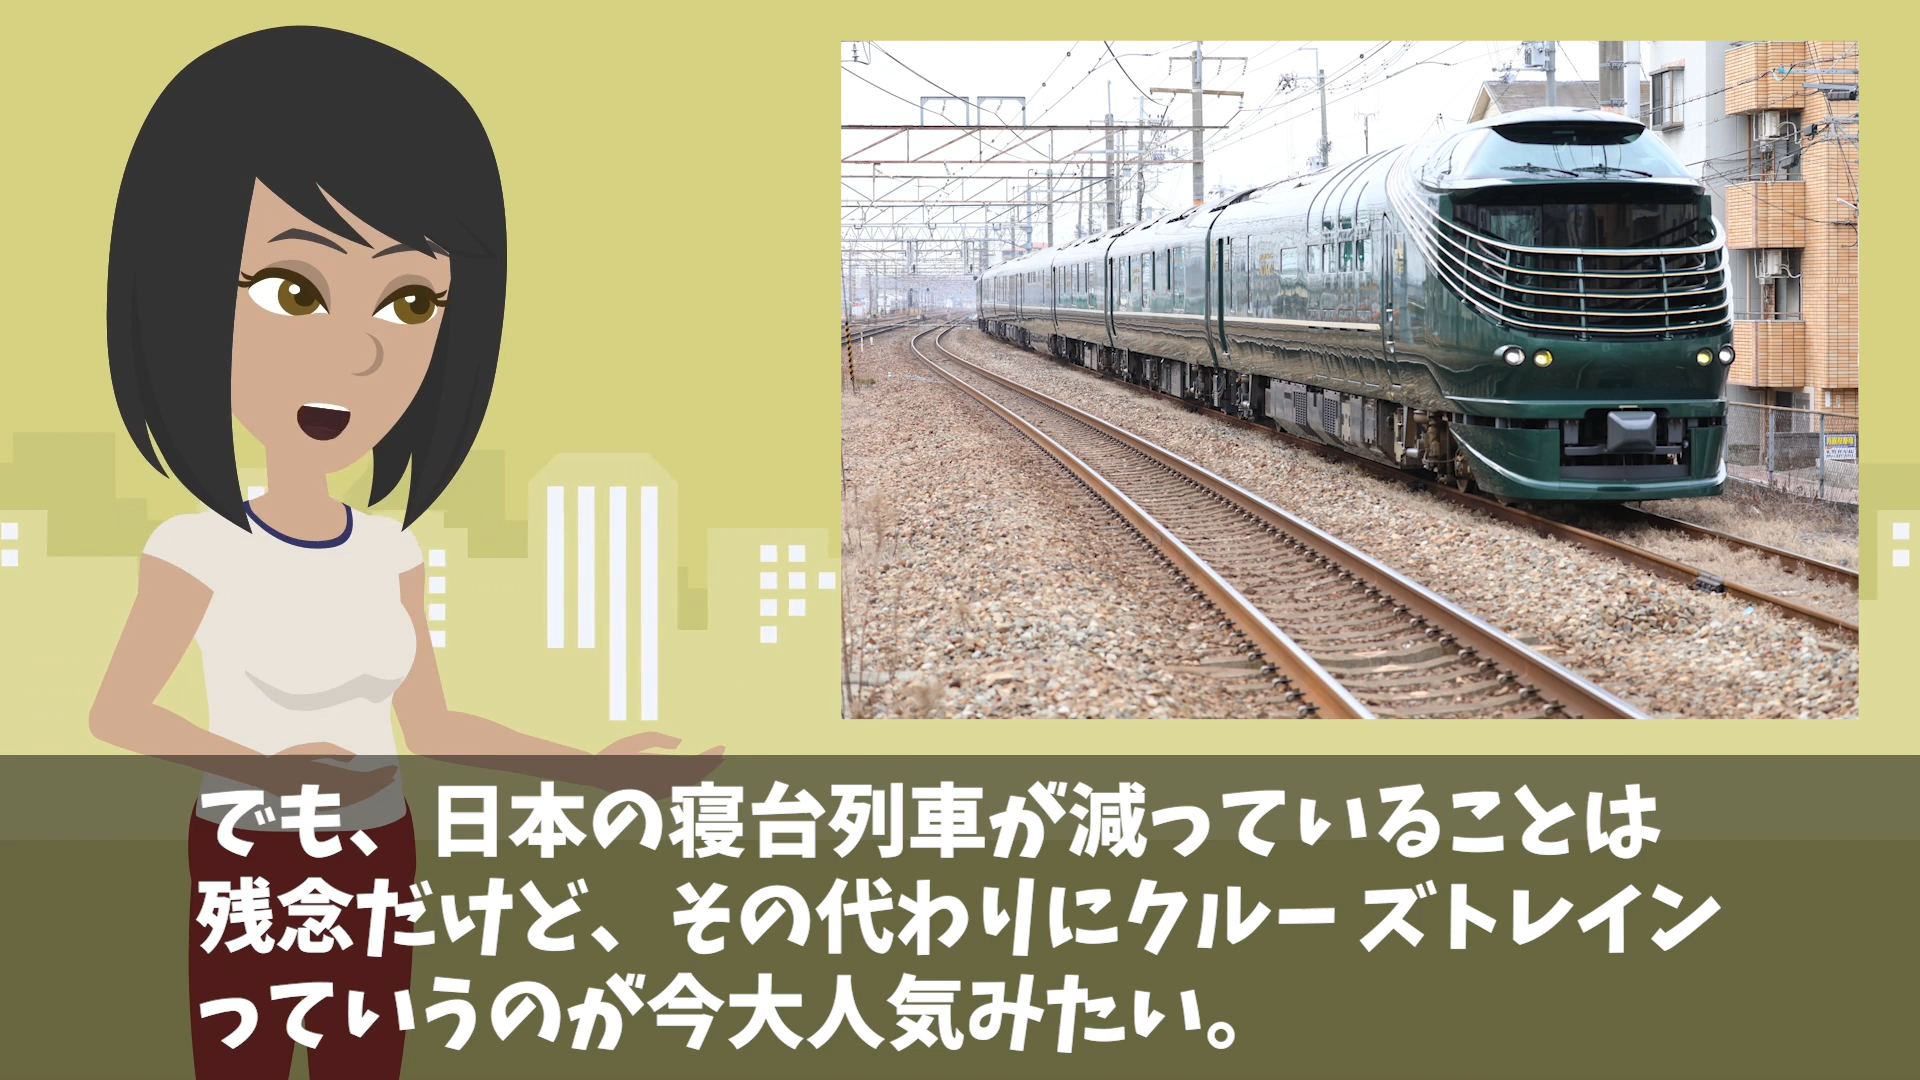 でも、日本の寝台列車が減っていることは
残念だけど、その代わりにクルーズトレイン
っていうのが今大人気みたい。